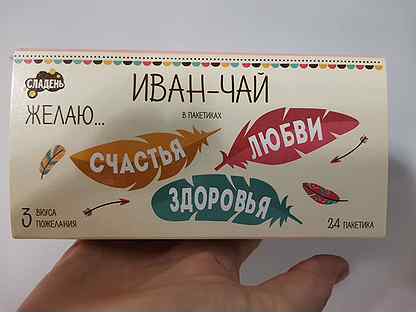 СЛАДЕНЬ
ИВАН-ЧАЙ
В ПАКЕТИКАХ
ЖЕЛАЮ...
СЧАСТЬЯ
ЛЮБВИ
ЗДОРОВЬЯ
3 ВКУСА
ПОЖЕЛАНИЯ
24 ПАКЕТИКА